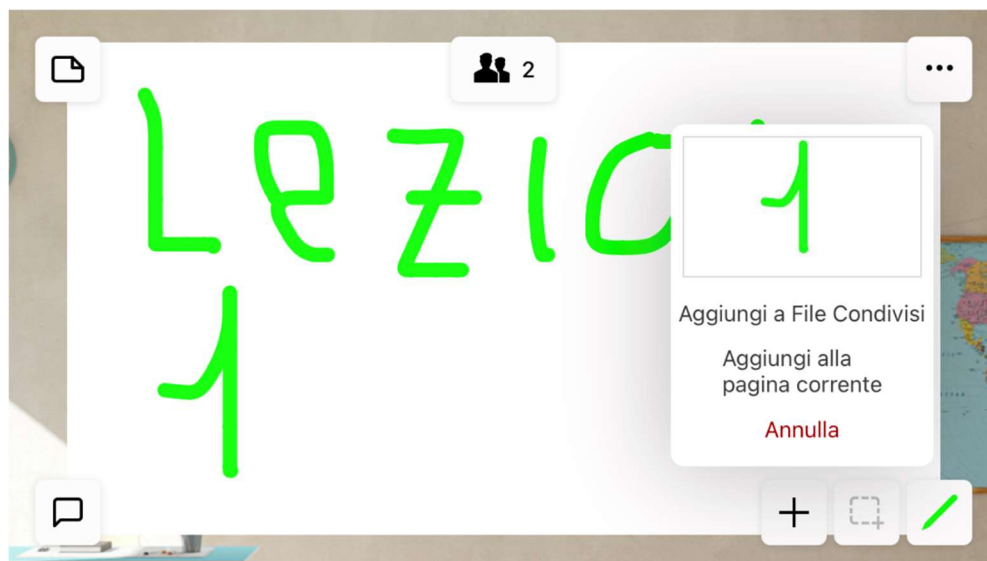 2
Lezio
1
1
Aggiungi a File Condivisi
Aggiungi alla
pagina corrente
Annulla